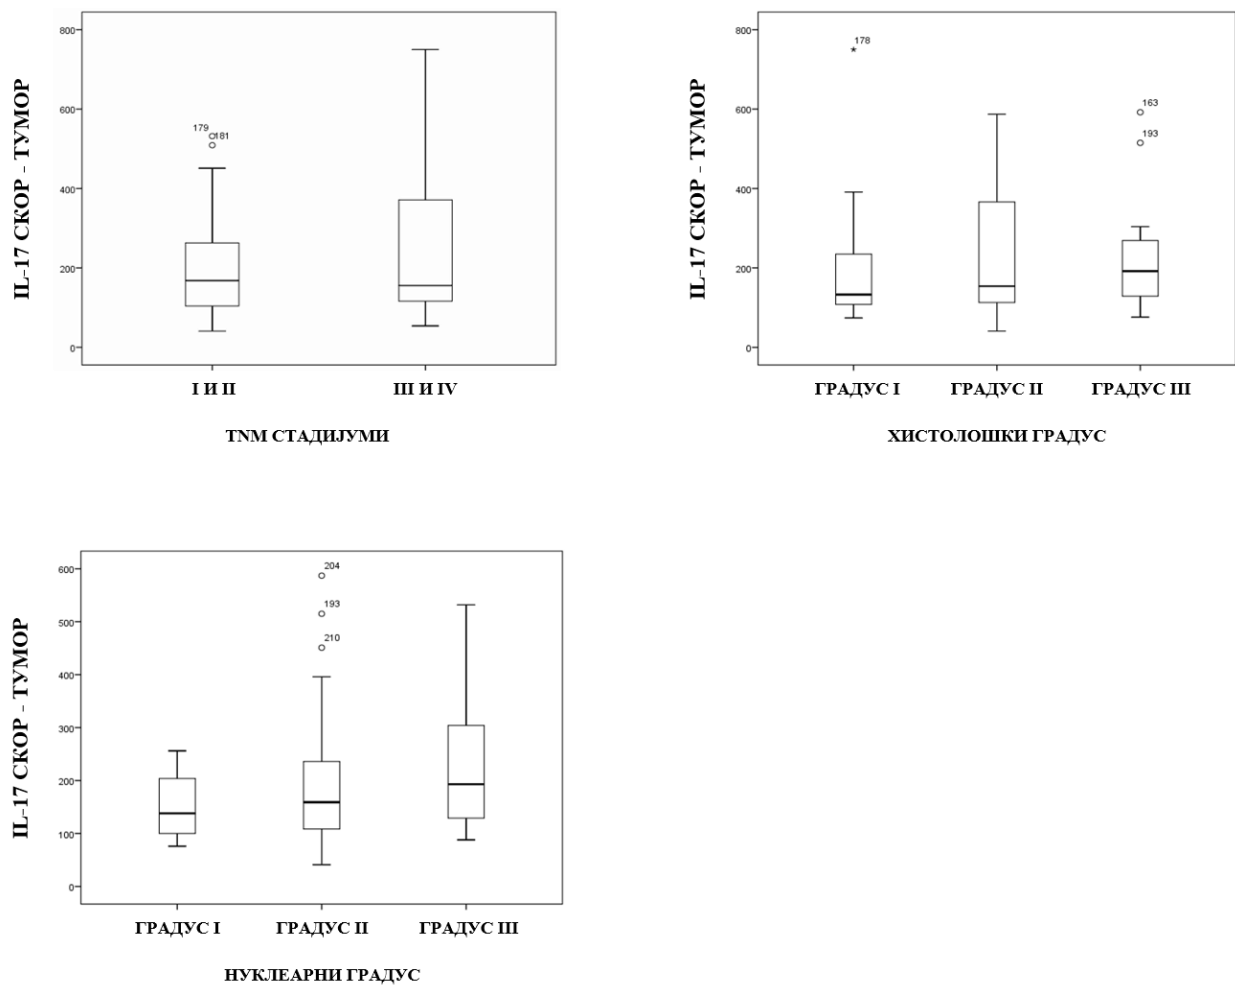 IL-17 СКОР - ТУМОР
800
600
400
200
0
179
181
I И II
III И IV
TNM СТАДИЈУМИ
IL-17 СКОР - ТУМОР
800
600
400
200
0
178
163
193
ГРАДУС I
ГРАДУС II
ГРАДУС III
ХИСТОЛОШКИ ГРАДУС
IL-17 СКОР - ТУМОР
600
500
400
300
200
100
0
204
193
210
ГРАДУС I
ГРАДУС II
ГРАДУС III
НУКЛЕАРНИ ГРАДУС